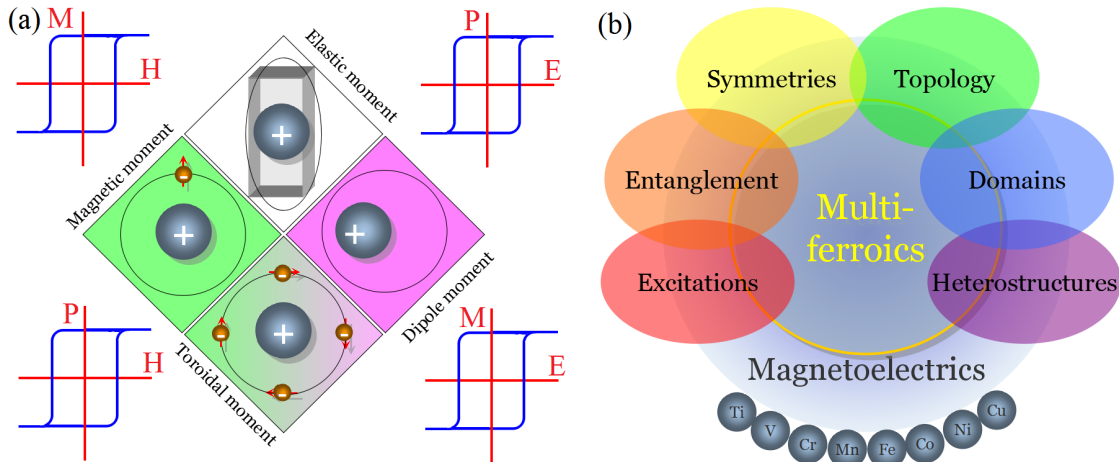 (a)
M
H
P
E
Elastic moment
Magnetic moment
+
-
+
+
Dipole moment
Toroidal moment
-
-
+
-
-
P
H
M
E
(b)
Symmetries
Topology
Entanglement
Domains
Multi-
ferroics
Excitations
Heterostructures
Magnetoelectrics
Ti
V
Cr
Mn
Fe
Co
Ni
Cu